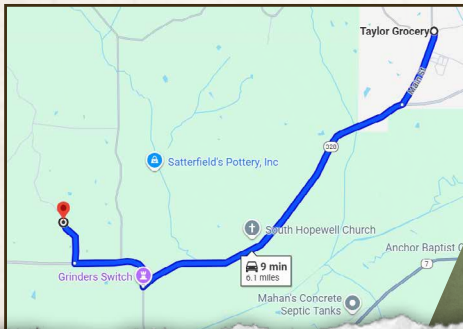 Taylor Grocery
328
Satterfield's Pottery, Inc
South Hopewell Church
Anchor Baptist C
9 min
6.1 miles
Grinders Switch
7
Mahan's Concrete
Septic Tanks